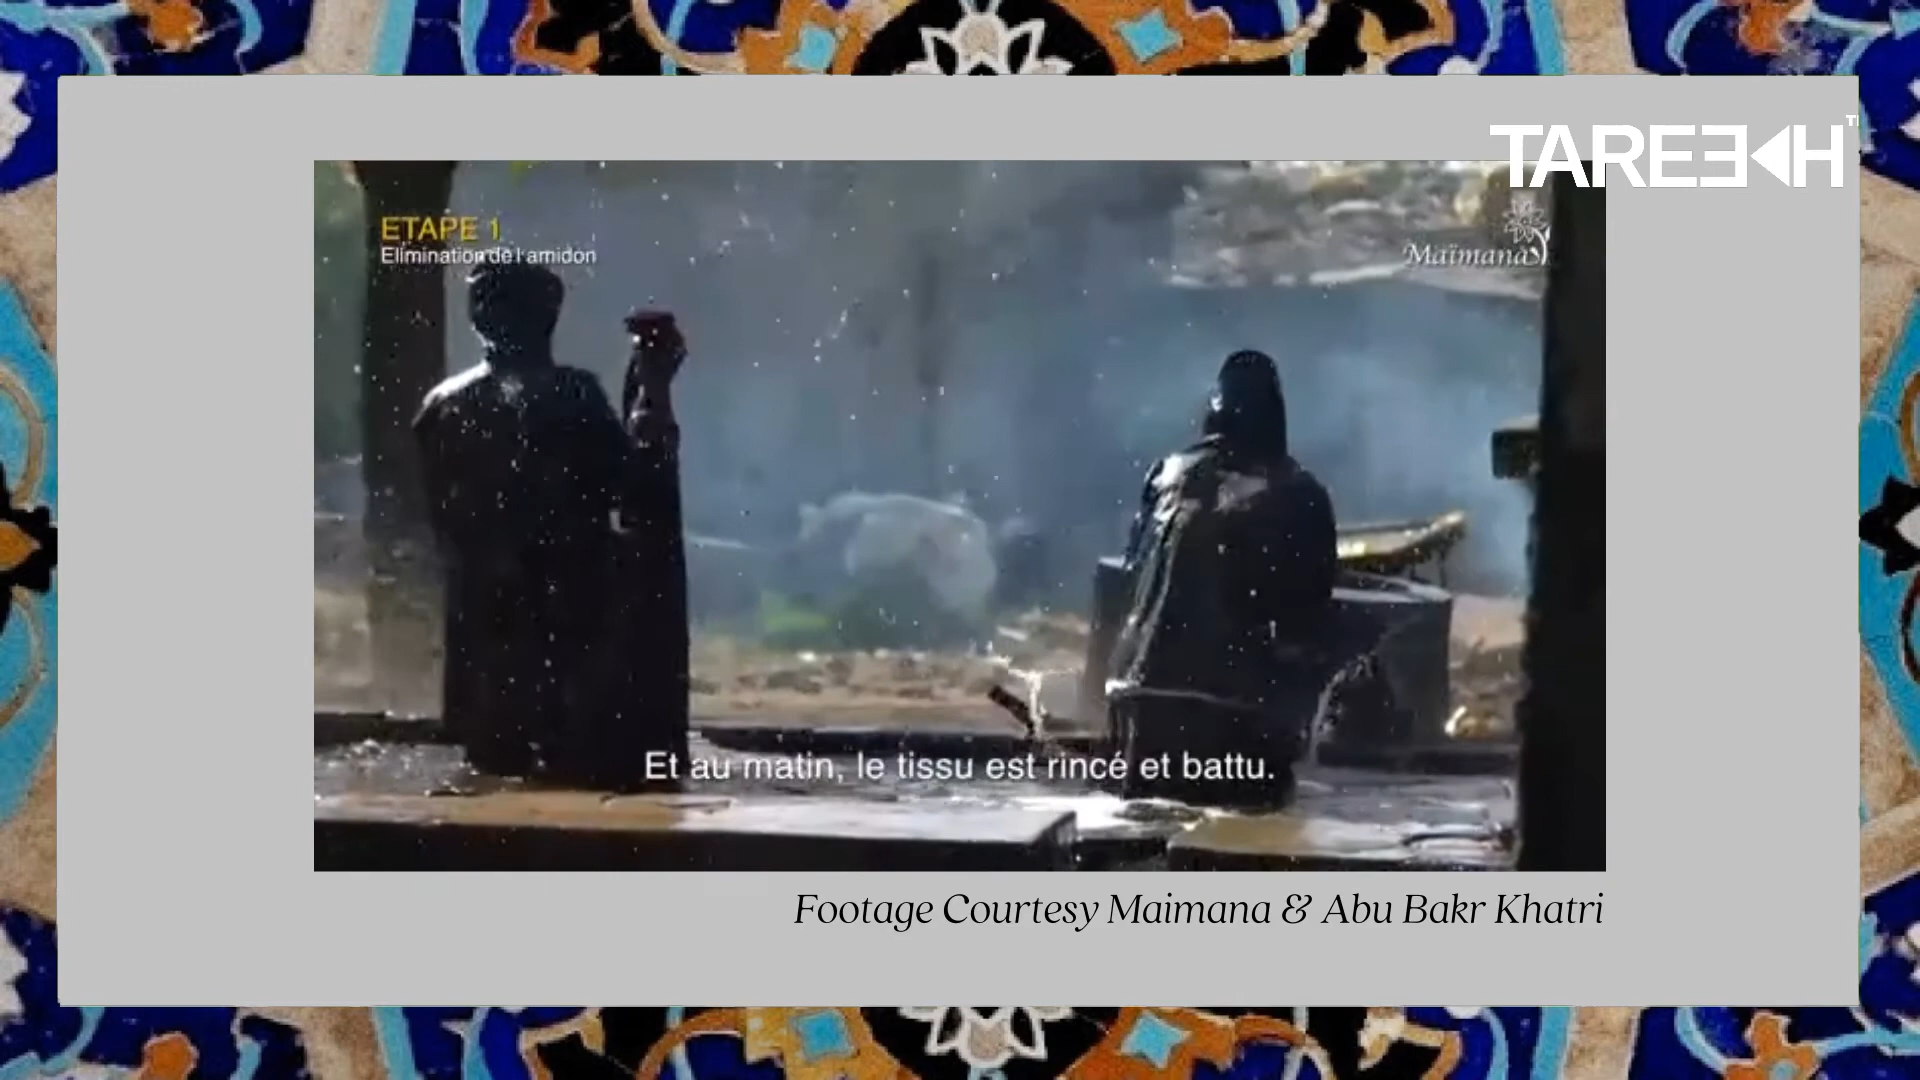 TAREEKH
ETAPE 1
Elimination de l'amidon
Maïmana
Et au matin, le tissu est rincé et battu.
Footage Courtesy Maimana & Abu Bakr Khatri